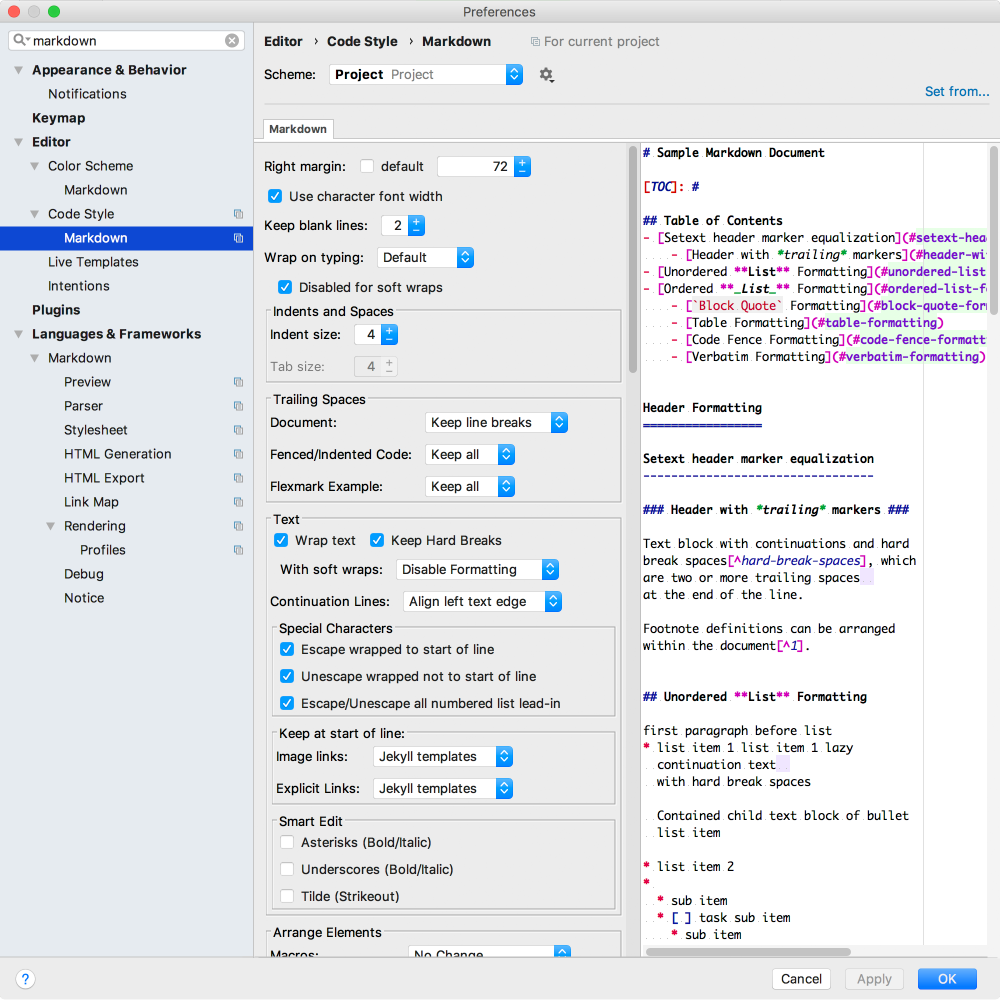 Preferences
markdown
Appearance & Behavior
Notifications
Keymap
Editor
Color Scheme
Markdown
Code Style
Markdown
Live Templates
Intentions
Plugins
Languages & Frameworks
Markdown
Preview
Parser
Stylesheet
HTML Generation
HTML Export
Link Map
Rendering
Profiles
Debug
Notice
Editor › Code Style › Markdown For current project
Scheme: Project Project
Set from...
Markdown
Right margin: default 72
Use character font width
Keep blank lines: 2
Wrap on typing: Default
Disabled for soft wraps
Indents and Spaces
Indent size: 4
Tab size: 4
Trailing Spaces
Document: Keep line breaks
Fenced/Indented Code: Keep all
Flexmark Example: Keep all
Text
Wrap text Keep Hard Breaks
With soft wraps: Disable Formatting
Continuation Lines: Align left text edge
Special Characters
Escape wrapped to start of line
Unescape wrapped not to start of line
Escape/Unescape all numbered list lead-in
Keep at start of line:
Image links: Jekyll templates
Explicit Links: Jekyll templates
Smart Edit
Asterisks (Bold/Italic)
Underscores (Bold/Italic)
Tilde (Strikeout)
Arrange Elements
Macros: No Change
# Sample Markdown Document
[TOC]: #
## Table of Contents
- [Setext header marker equalization](#setext-hea
- [Header with *trailing* markers](#header-wi
- [Unordered **List** Formatting](#unordered-list
- [Ordered **_List_** Formatting](#ordered-list-f
- [`Block Quote` Formatting](#block-quote-for
- [Table Formatting](#table-formatting)
- [Code Fence Formatting](#code-fence-formatt
- [Verbatim Formatting](#verbatim-formatting)
Header Formatting
=================
Setext header marker equalization
---------------------------------
### Header with *trailing* markers ###
Text block with continuations and hard
break spaces[^hard-break-spaces], which
are two or more trailing spaces
at the end of the line.
Footnote definitions can be arranged
within the document[^1].
## Unordered **List** Formatting
first paragraph before list
* list item 1 list item 1 lazy
continuation text
with hard break spaces
Contained child text block of bullet
list item
* list item 2
*
* sub item
* [ ] task sub item
* sub item
?
Cancel Apply OK